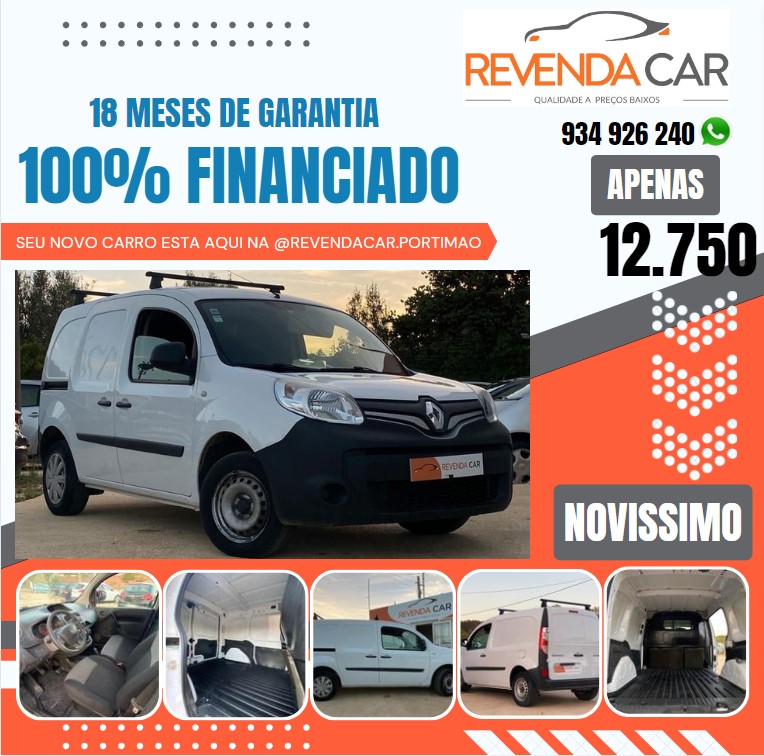 REVENDA CAR
QUALIDADE A PREÇOS BAIXOS
18 MESES DE GARANTIA
934 926 240
100% FINANCIADO
APENAS
12.750
SEU NOVO CARRO ESTA AQUI NA @REVENDACAR.PORTIMAO
REVENDA CAR
NOVISSIMO
REVENDA CAR